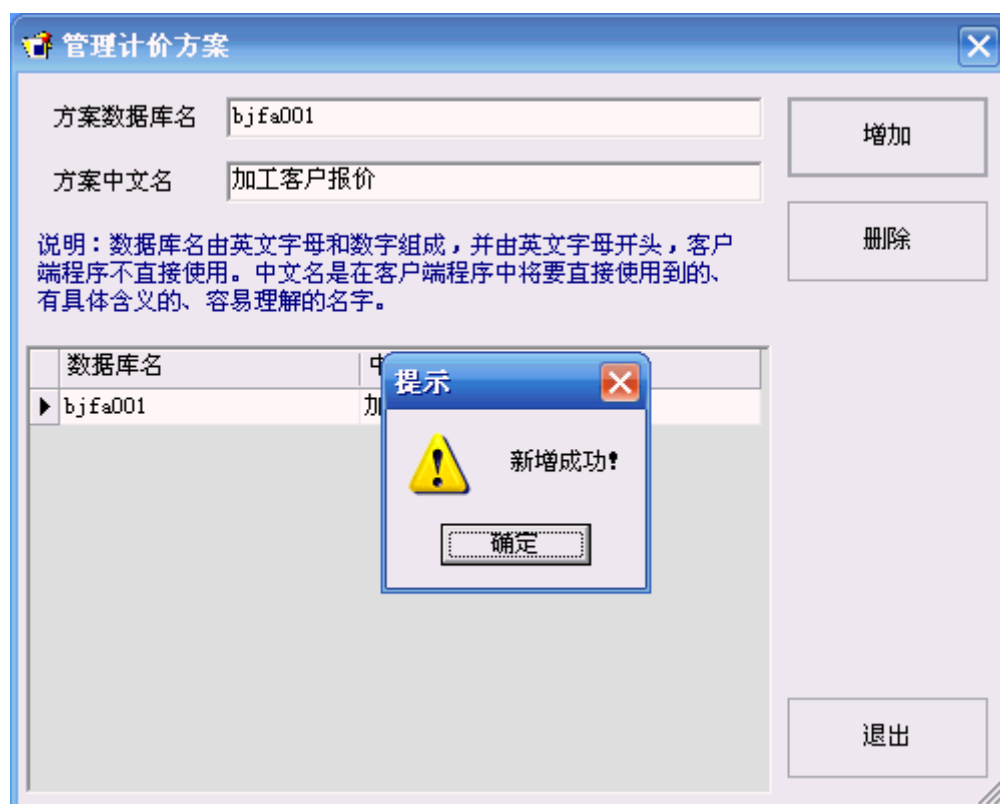 管理计价方案
方案数据库名 bjfa001
增加
方案中文名 加工客户报价
删除
说明：数据库名由英文字母和数字组成，并由英文字母开头，客户
端程序不直接使用。中文名是在客户端程序中将要直接使用到的、
有具体含义的、容易理解的名字。
数据库名 中
bjfa001 加
提示
新增成功!
确定
退出